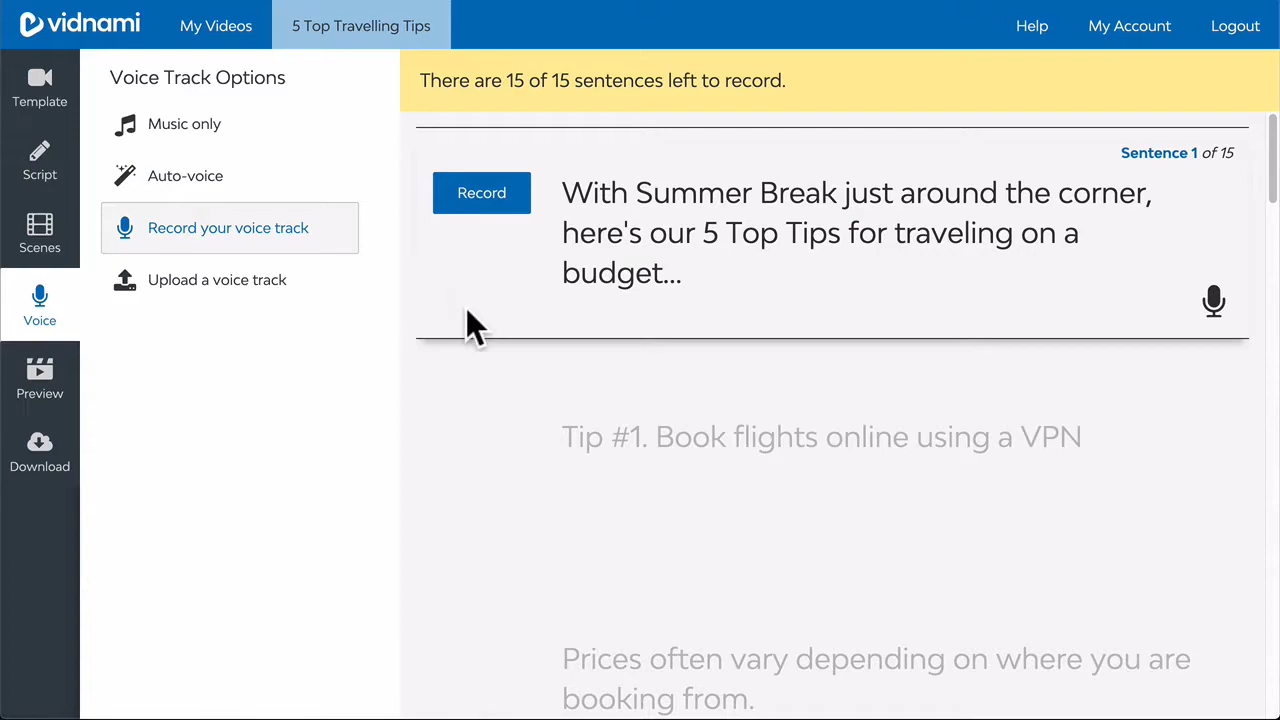 vidnami
My Videos
5 Top Travelling Tips
Help
My Account
Logout
Template
Script
Scenes
Voice
Preview
Download
Voice Track Options
Music only
Auto-voice
Record your voice track
Upload a voice track
There are 15 of 15 sentences left to record.
Sentence 1 of 15
Record
With Summer Break just around the corner,
here's our 5 Top Tips for traveling on a
budget...
Tip #1. Book flights online using a VPN
Prices often vary depending on where you are
booking from.